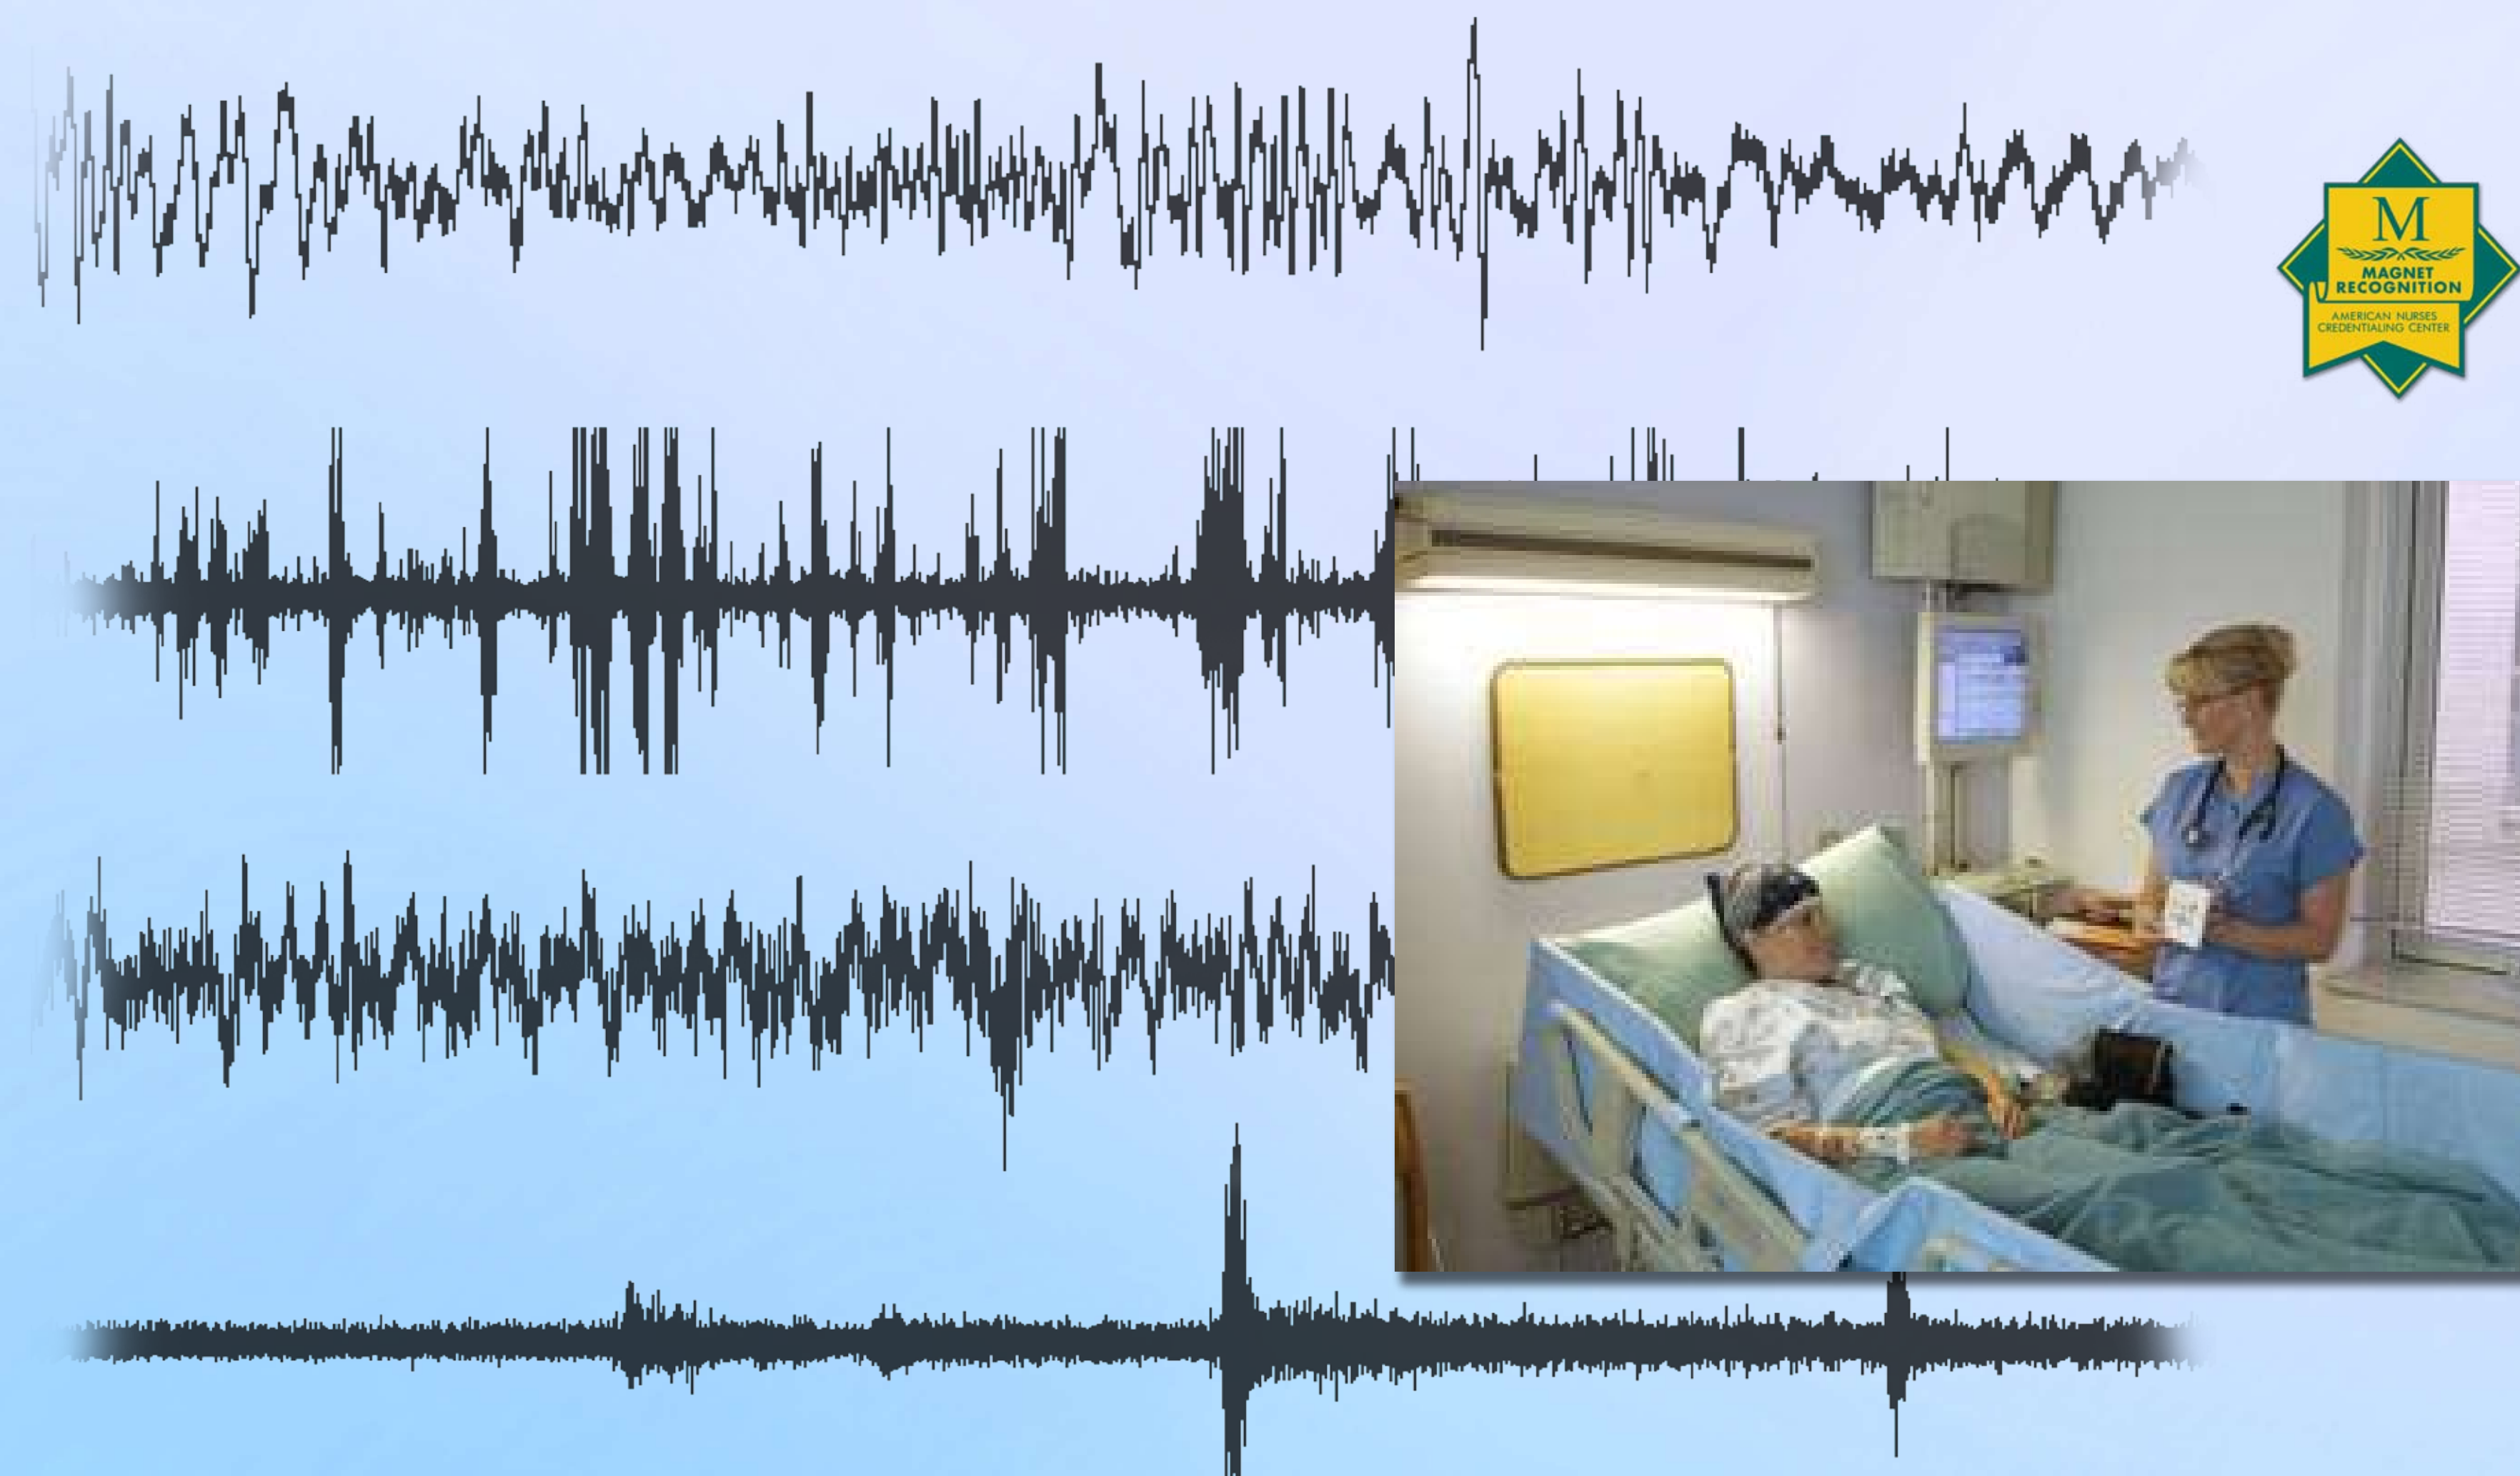 M
MAGNET
RECOGNITION
AMERICAN NURSES
CREDENTIALING CENTER